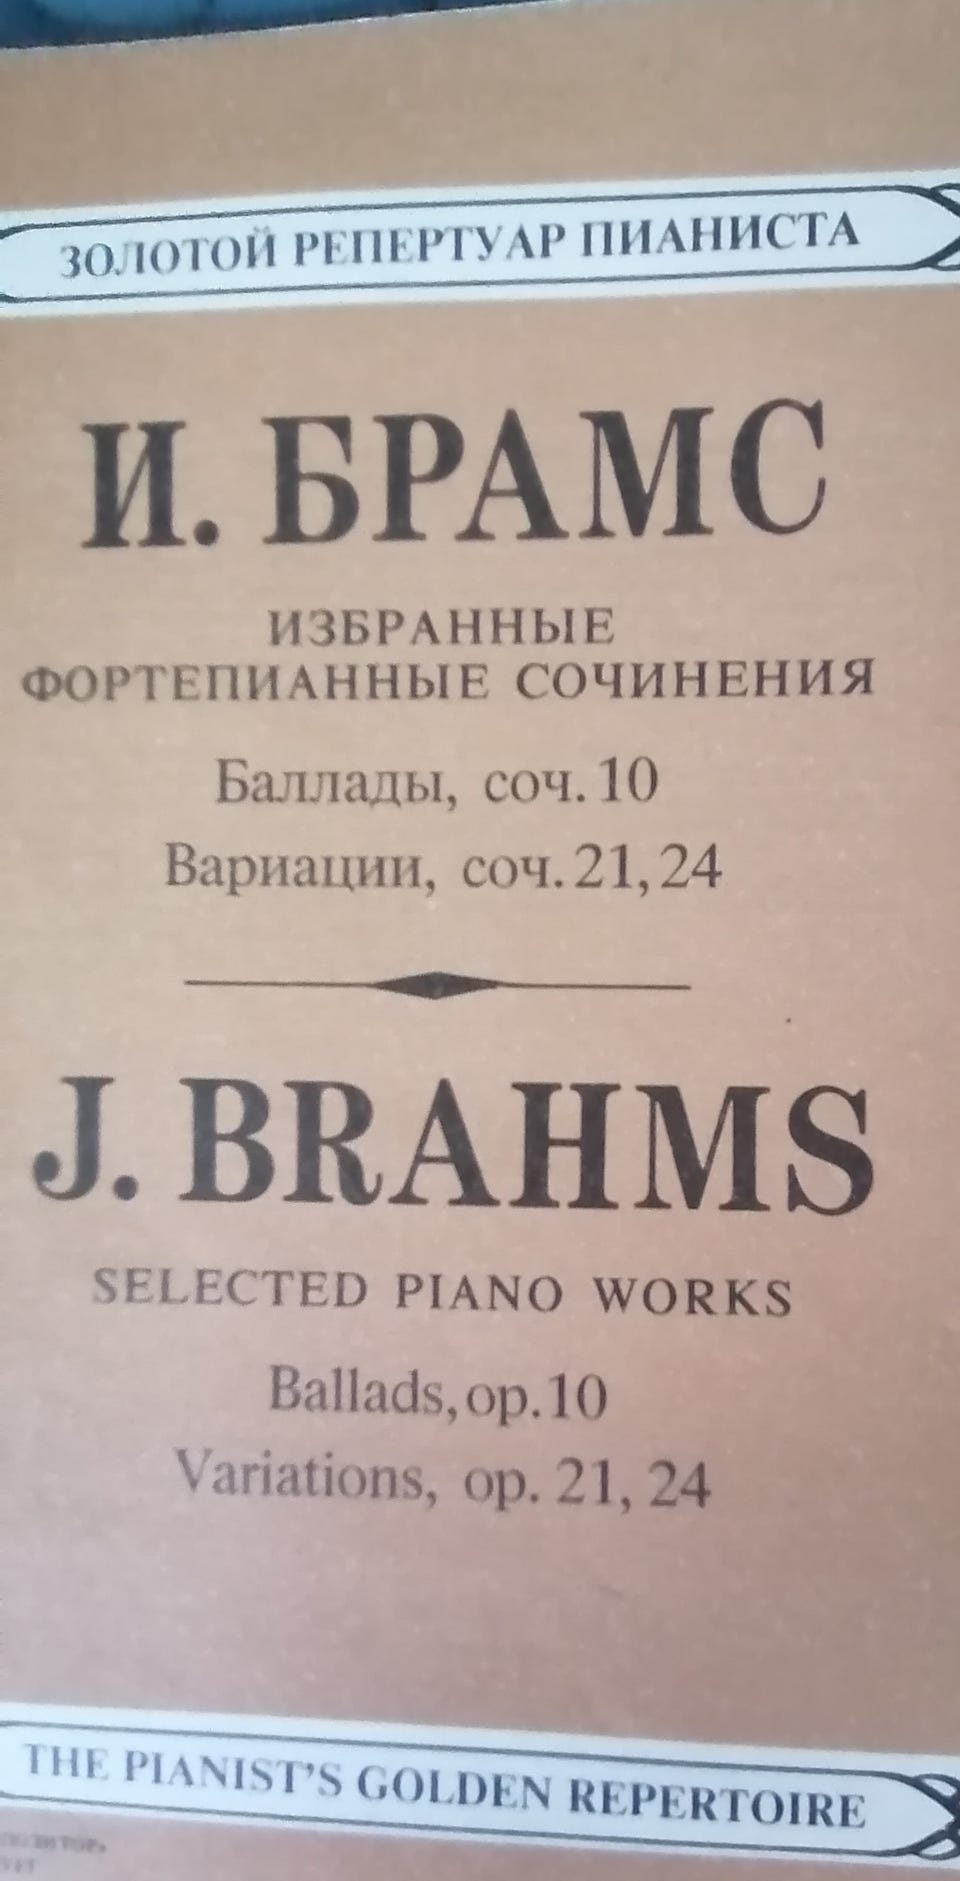 ЗОЛОТОЙ РЕПЕРТУАР ПИАНИСТА
И. БРАМС
ИЗБРАННЫЕ
ФОРТЕПИАННЫЕ СОЧИНЕНИЯ
Баллады, соч. 10
Вариации, соч. 21, 24
J. BRAHMS
SELECTED PIANO WORKS
Ballads, op. 10
Variations, op. 21, 24
THE PIANIST'S GOLDEN REPERTOIRE